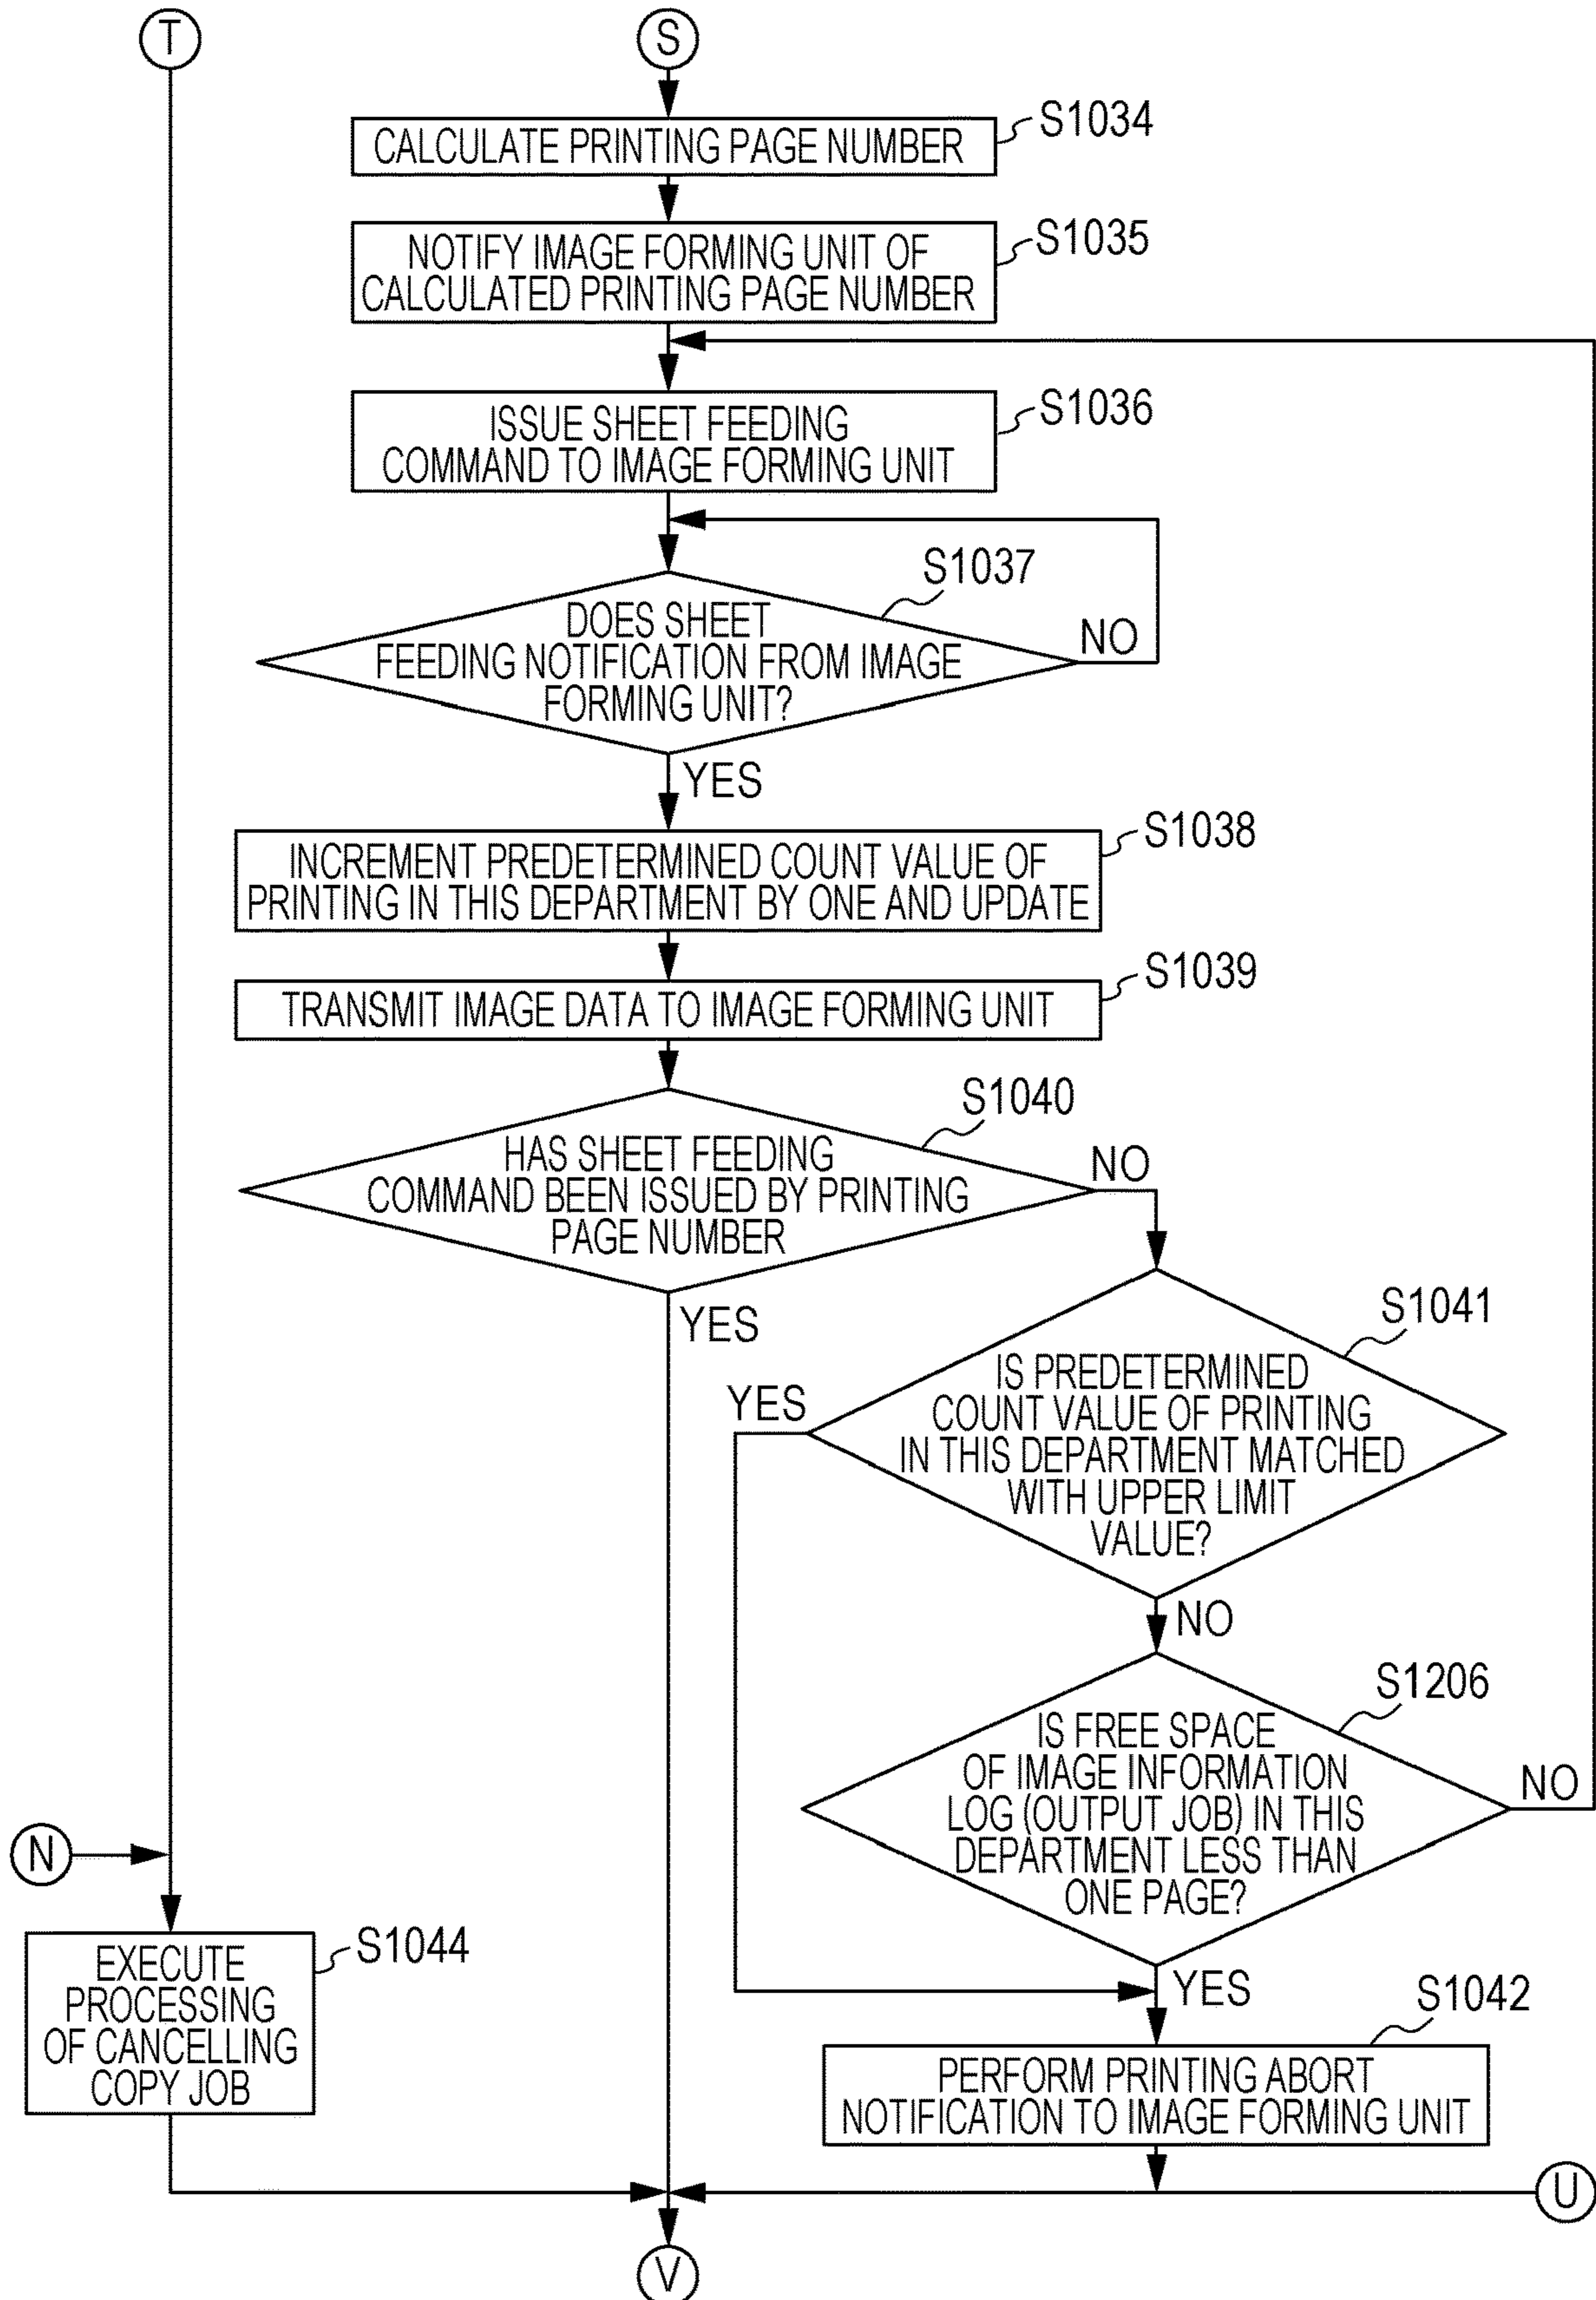 T
S
S1034
CALCULATE PRINTING PAGE NUMBER
S1035
NOTIFY IMAGE FORMING UNIT OF
CALCULATED PRINTING PAGE NUMBER
S1036
ISSUE SHEET FEEDING
COMMAND TO IMAGE FORMING UNIT
S1037
DOES SHEET
FEEDING NOTIFICATION FROM IMAGE
FORMING UNIT?
NO
YES
S1038
INCREMENT PREDETERMINED COUNT VALUE OF
PRINTING IN THIS DEPARTMENT BY ONE AND UPDATE
S1039
TRANSMIT IMAGE DATA TO IMAGE FORMING UNIT
S1040
HAS SHEET FEEDING
COMMAND BEEN ISSUED BY PRINTING
PAGE NUMBER
NO
YES
S1041
IS PREDETERMINED
COUNT VALUE OF PRINTING
IN THIS DEPARTMENT MATCHED
WITH UPPER LIMIT
VALUE?
YES
NO
S1206
IS FREE SPACE
OF IMAGE INFORMATION
LOG (OUTPUT JOB) IN THIS
DEPARTMENT LESS THAN
ONE PAGE?
NO
YES
N
S1044
EXECUTE
PROCESSING
OF CANCELLING
COPY JOB
S1042
PERFORM PRINTING ABORT
NOTIFICATION TO IMAGE FORMING UNIT
U
V